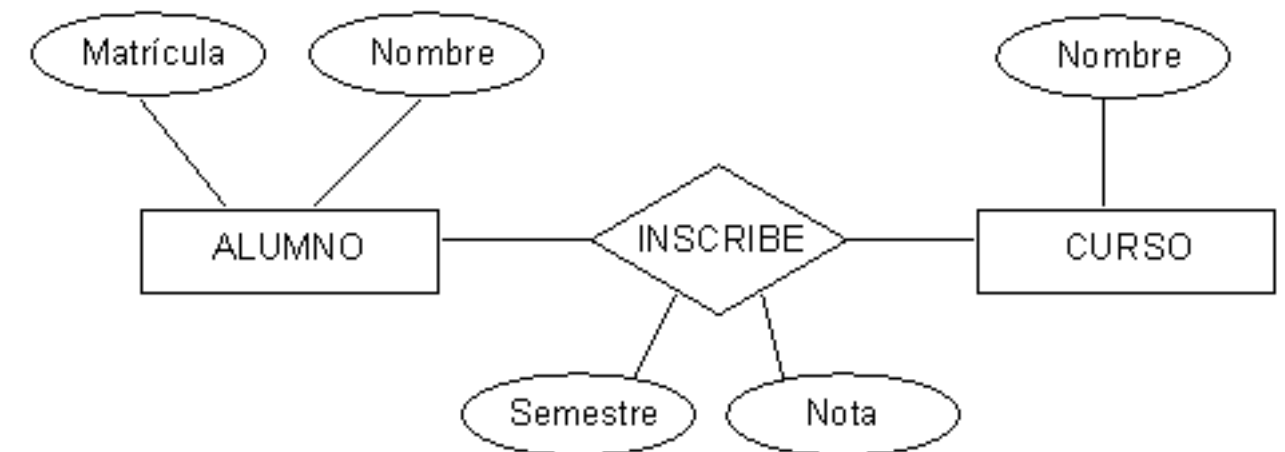 Matrícula
Nombre
Nombre
ALUMNO
INSCRIBE
CURSO
Semestre
Nota